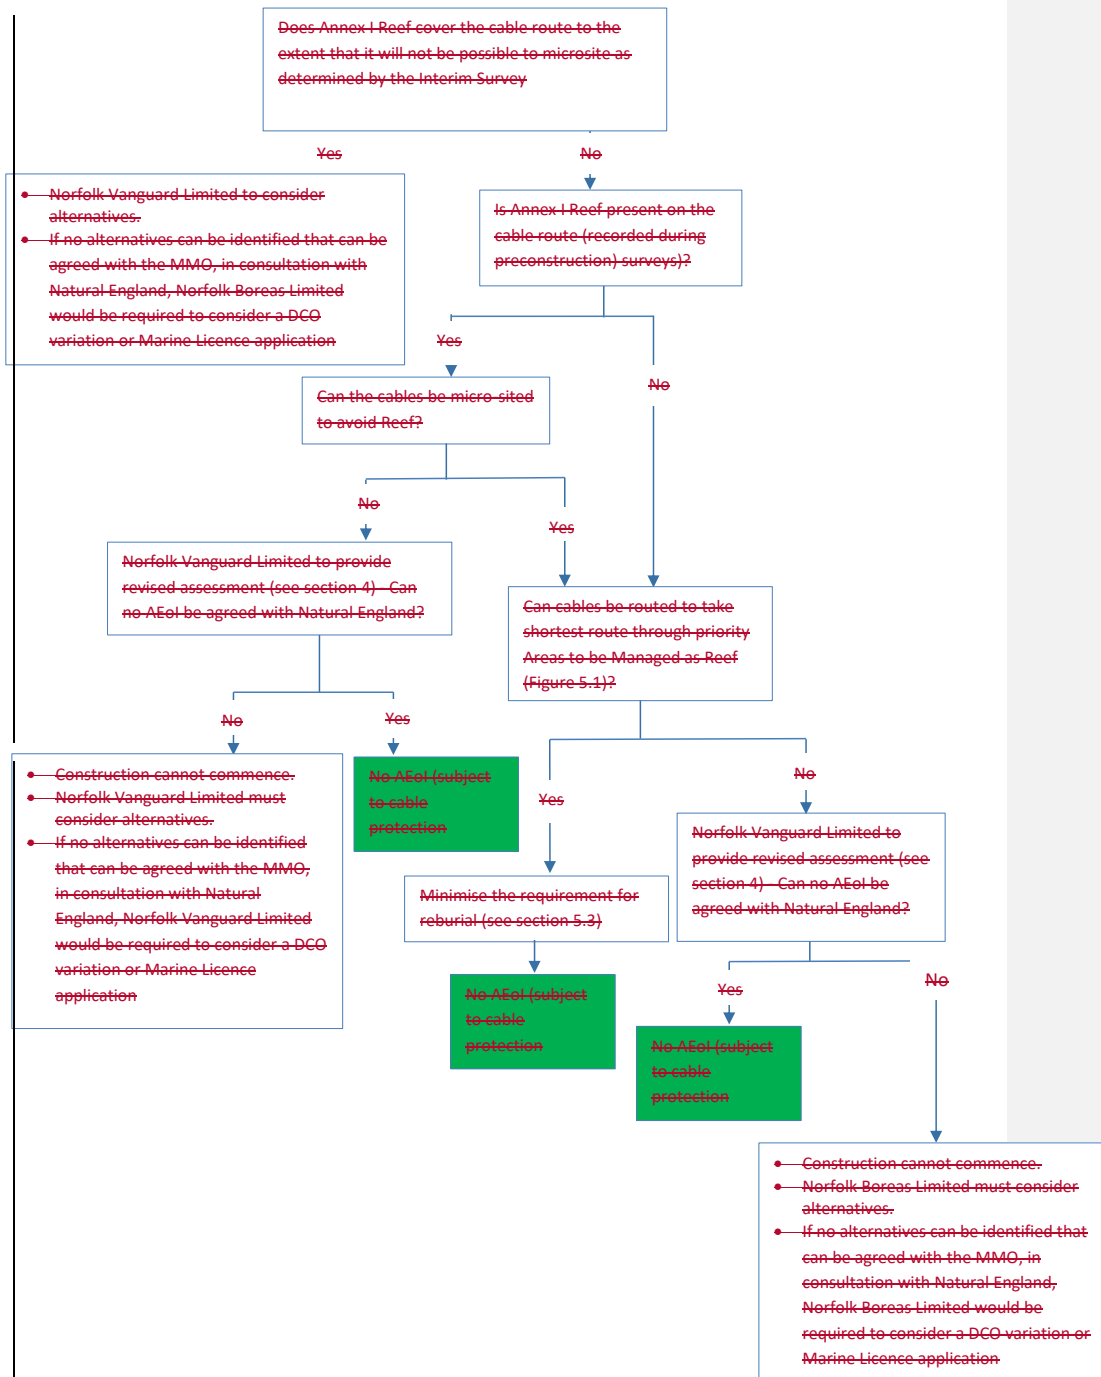 Does Annex I Reef cover the cable route to the
extent that it will not be possible to microsite as
determined by the Interim Survey
Yes
No
• Norfolk Vanguard Limited to consider
alternatives.
• If no alternatives can be identified that can be
agreed with the MMO, in consultation with
Natural England, Norfolk Boreas Limited
would be required to consider a DCO
variation or Marine Licence application
Is Annex I Reef present on the
cable route (recorded during
preconstruction) surveys)?
Yes
No
Can the cables be micro-sited
to avoid Reef?
No
Yes
Norfolk Vanguard Limited to provide
revised assessment (see section 4) - Can
no AEoI be agreed with Natural England?
Can cables be routed to take
shortest route through priority
Areas to be Managed as Reef
(Figure 5.1)?
No
Yes
• Construction cannot commence.
• Norfolk Vanguard Limited must
consider alternatives.
• If no alternatives can be identified
that can be agreed with the MMO,
in consultation with Natural
England, Norfolk Vanguard Limited
would be required to consider a DCO
variation or Marine Licence
application
No AEoI (subject
to cable
protection
Yes
No
Minimise the requirement for
reburial (see section 5.3)
Norfolk Vanguard Limited to
provide revised assessment (see
section 4) - Can no AEoI be
agreed with Natural England?
No AEoI (subject
to cable
protection
Yes
No
No AEoI (subject
to cable
protection
• Construction cannot commence.
• Norfolk Boreas Limited must consider
alternatives.
• If no alternatives can be identified that
can be agreed with the MMO, in
consultation with Natural England,
Norfolk Boreas Limited would be
required to consider a DCO variation or
Marine Licence application